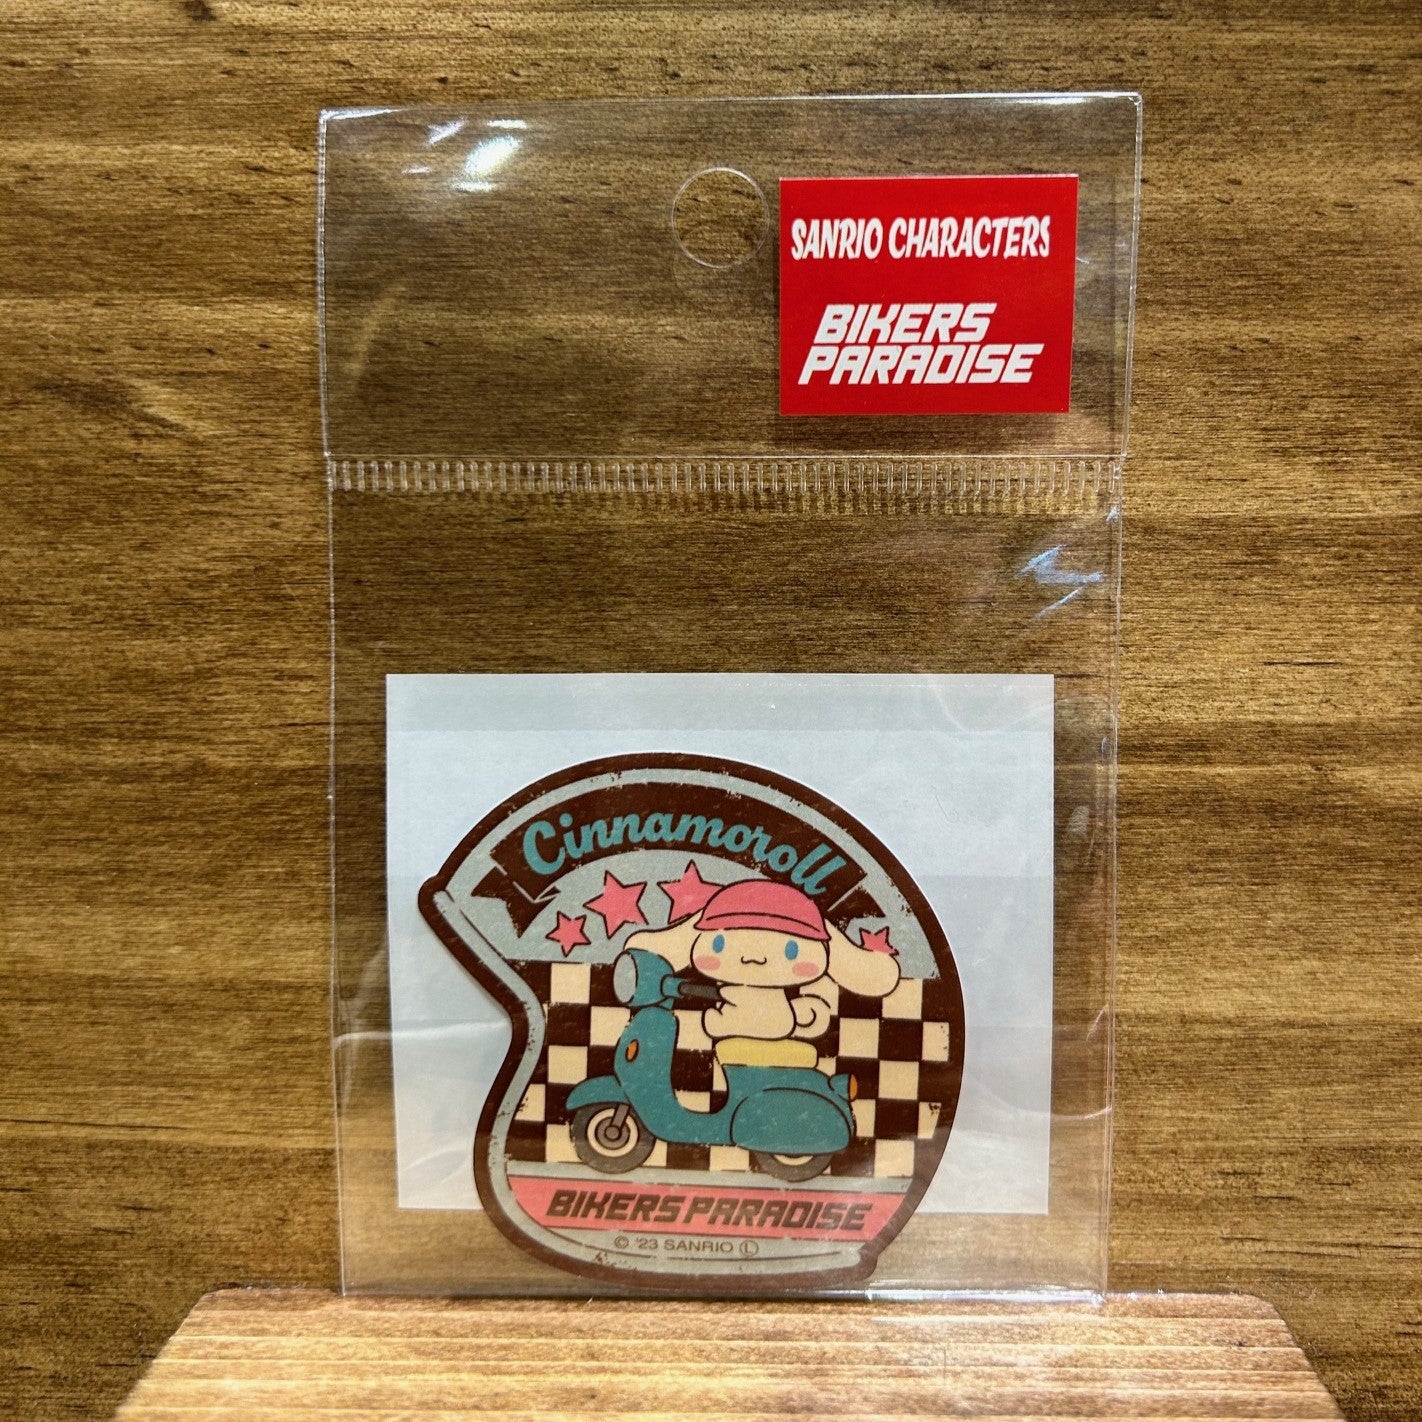 SANRIO CHARACTERS
BIKERS
PARADISE
Cinnamoroll
BIKERS PARADISE
© '23 SANRIO Ⓛ